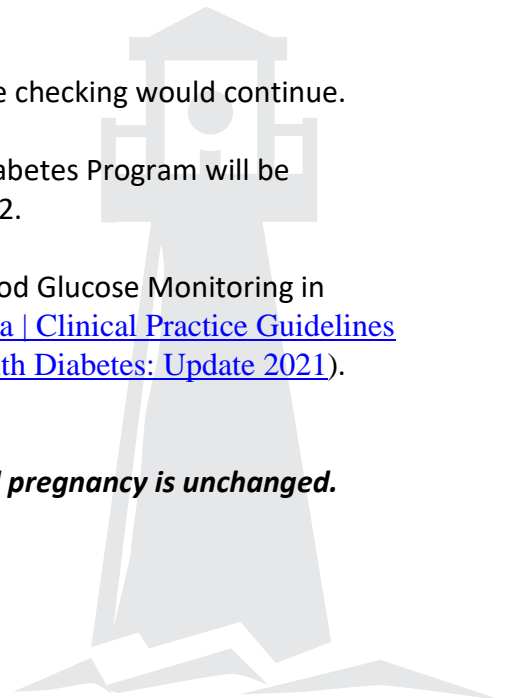 e checking would continue.
abetes Program will be
2.
od Glucose Monitoring in
a | Clinical Practice Guidelines
th Diabetes: Update 2021).
pregnancy is unchanged.